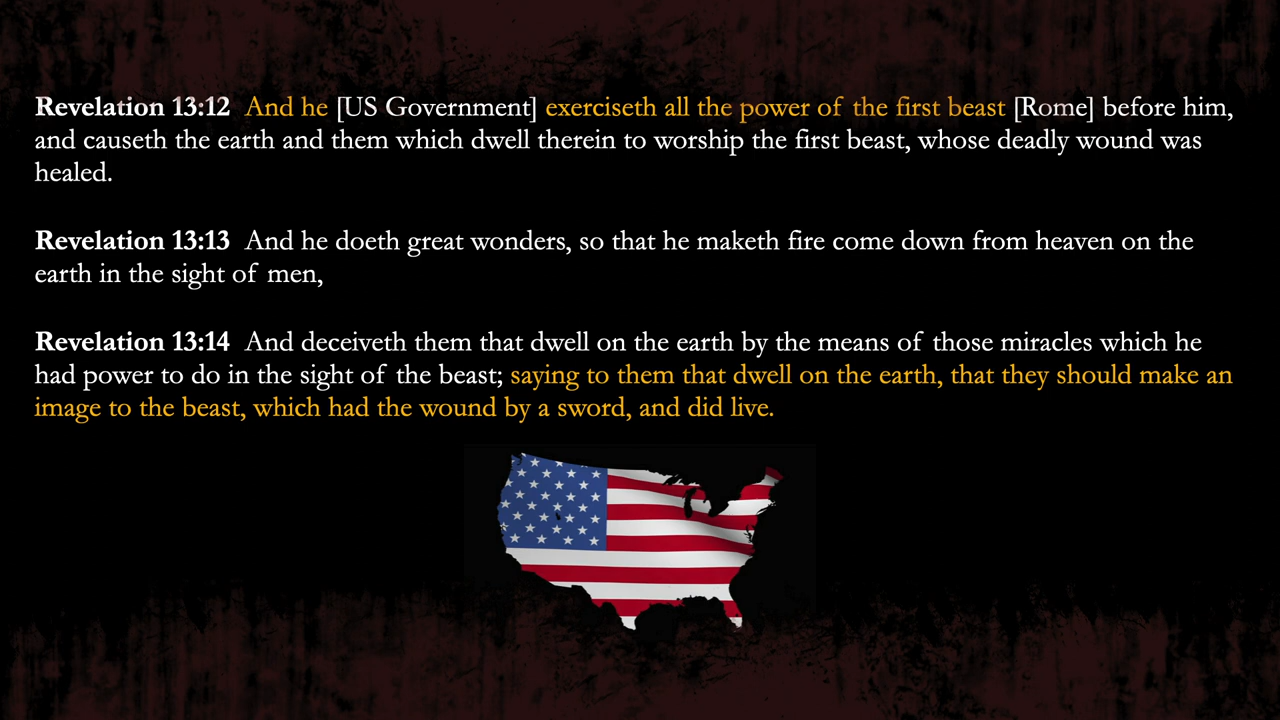 Revelation 13:12 And he [US Government] exerciseth all the power of the first beast [Rome] before him,
and causeth the earth and them which dwell therein to worship the first beast, whose deadly wound was
healed.
Revelation 13:13 And he doeth great wonders, so that he maketh fire come down from heaven on the
earth in the sight of men,
Revelation 13:14 And deceiveth them that dwell on the earth by the means of those miracles which he
had power to do in the sight of the beast; saying to them that dwell on the earth, that they should make an
image to the beast, which had the wound by a sword, and did live.